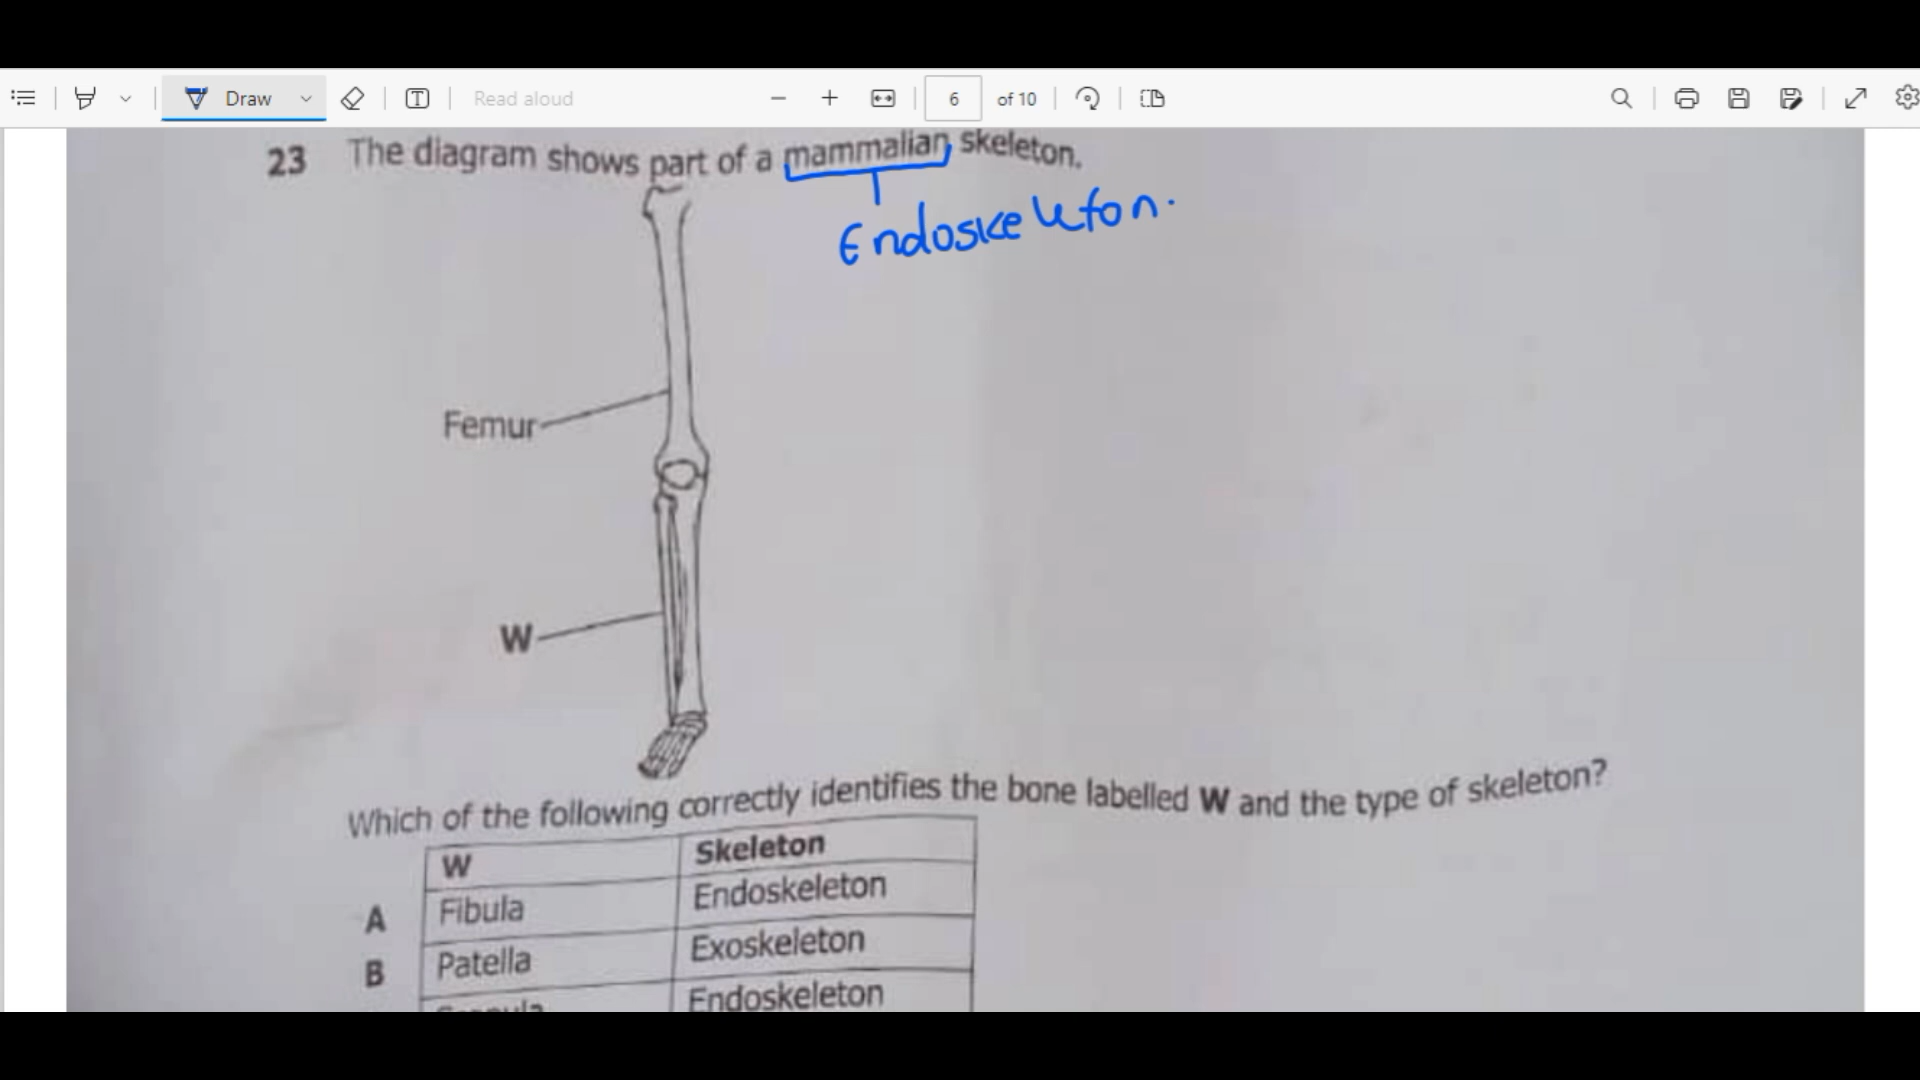 Draw
Read aloud
6 of 10
23 The diagram shows part of a mammalian skeleton.
Endoskeleton.
Femur
W
Which of the following correctly identifies the bone labelled W and the type of skeleton?
W Skeleton
A Fibula Endoskeleton
B Patella Exoskeleton
Endoskeleton